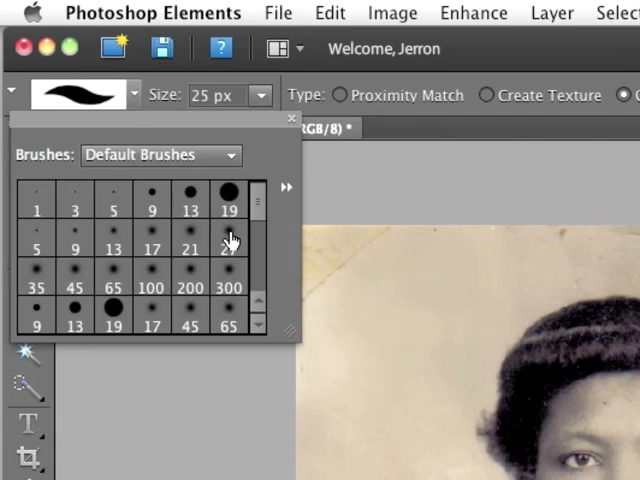 Photoshop Elements File Edit Image Enhance Layer Selec
Welcome, Jerron
Size: 25 px Type: Proximity Match Create Texture
RGB/8) *
Brushes: Default Brushes
1 3 5 9 13 19
5 9 13 17 21 27
35 45 65 100 200 300
9 13 19 17 45 65
T